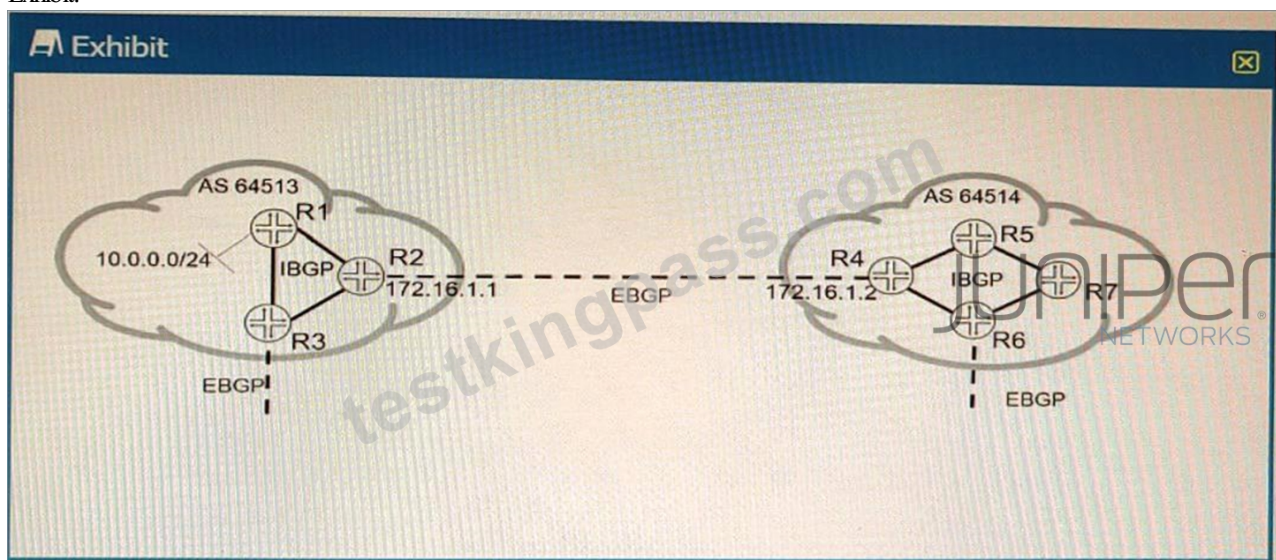 Exhibit
AS 64513
R1
10.0.0.0/24
IBGP
R2
172.16.1.1
R3
EBGP
EBGP
AS 64514
R5
R4
IBGP
172.16.1.2
R7
R6
EBGP
testkingpass.com
JUNIPEr
NETWORKS